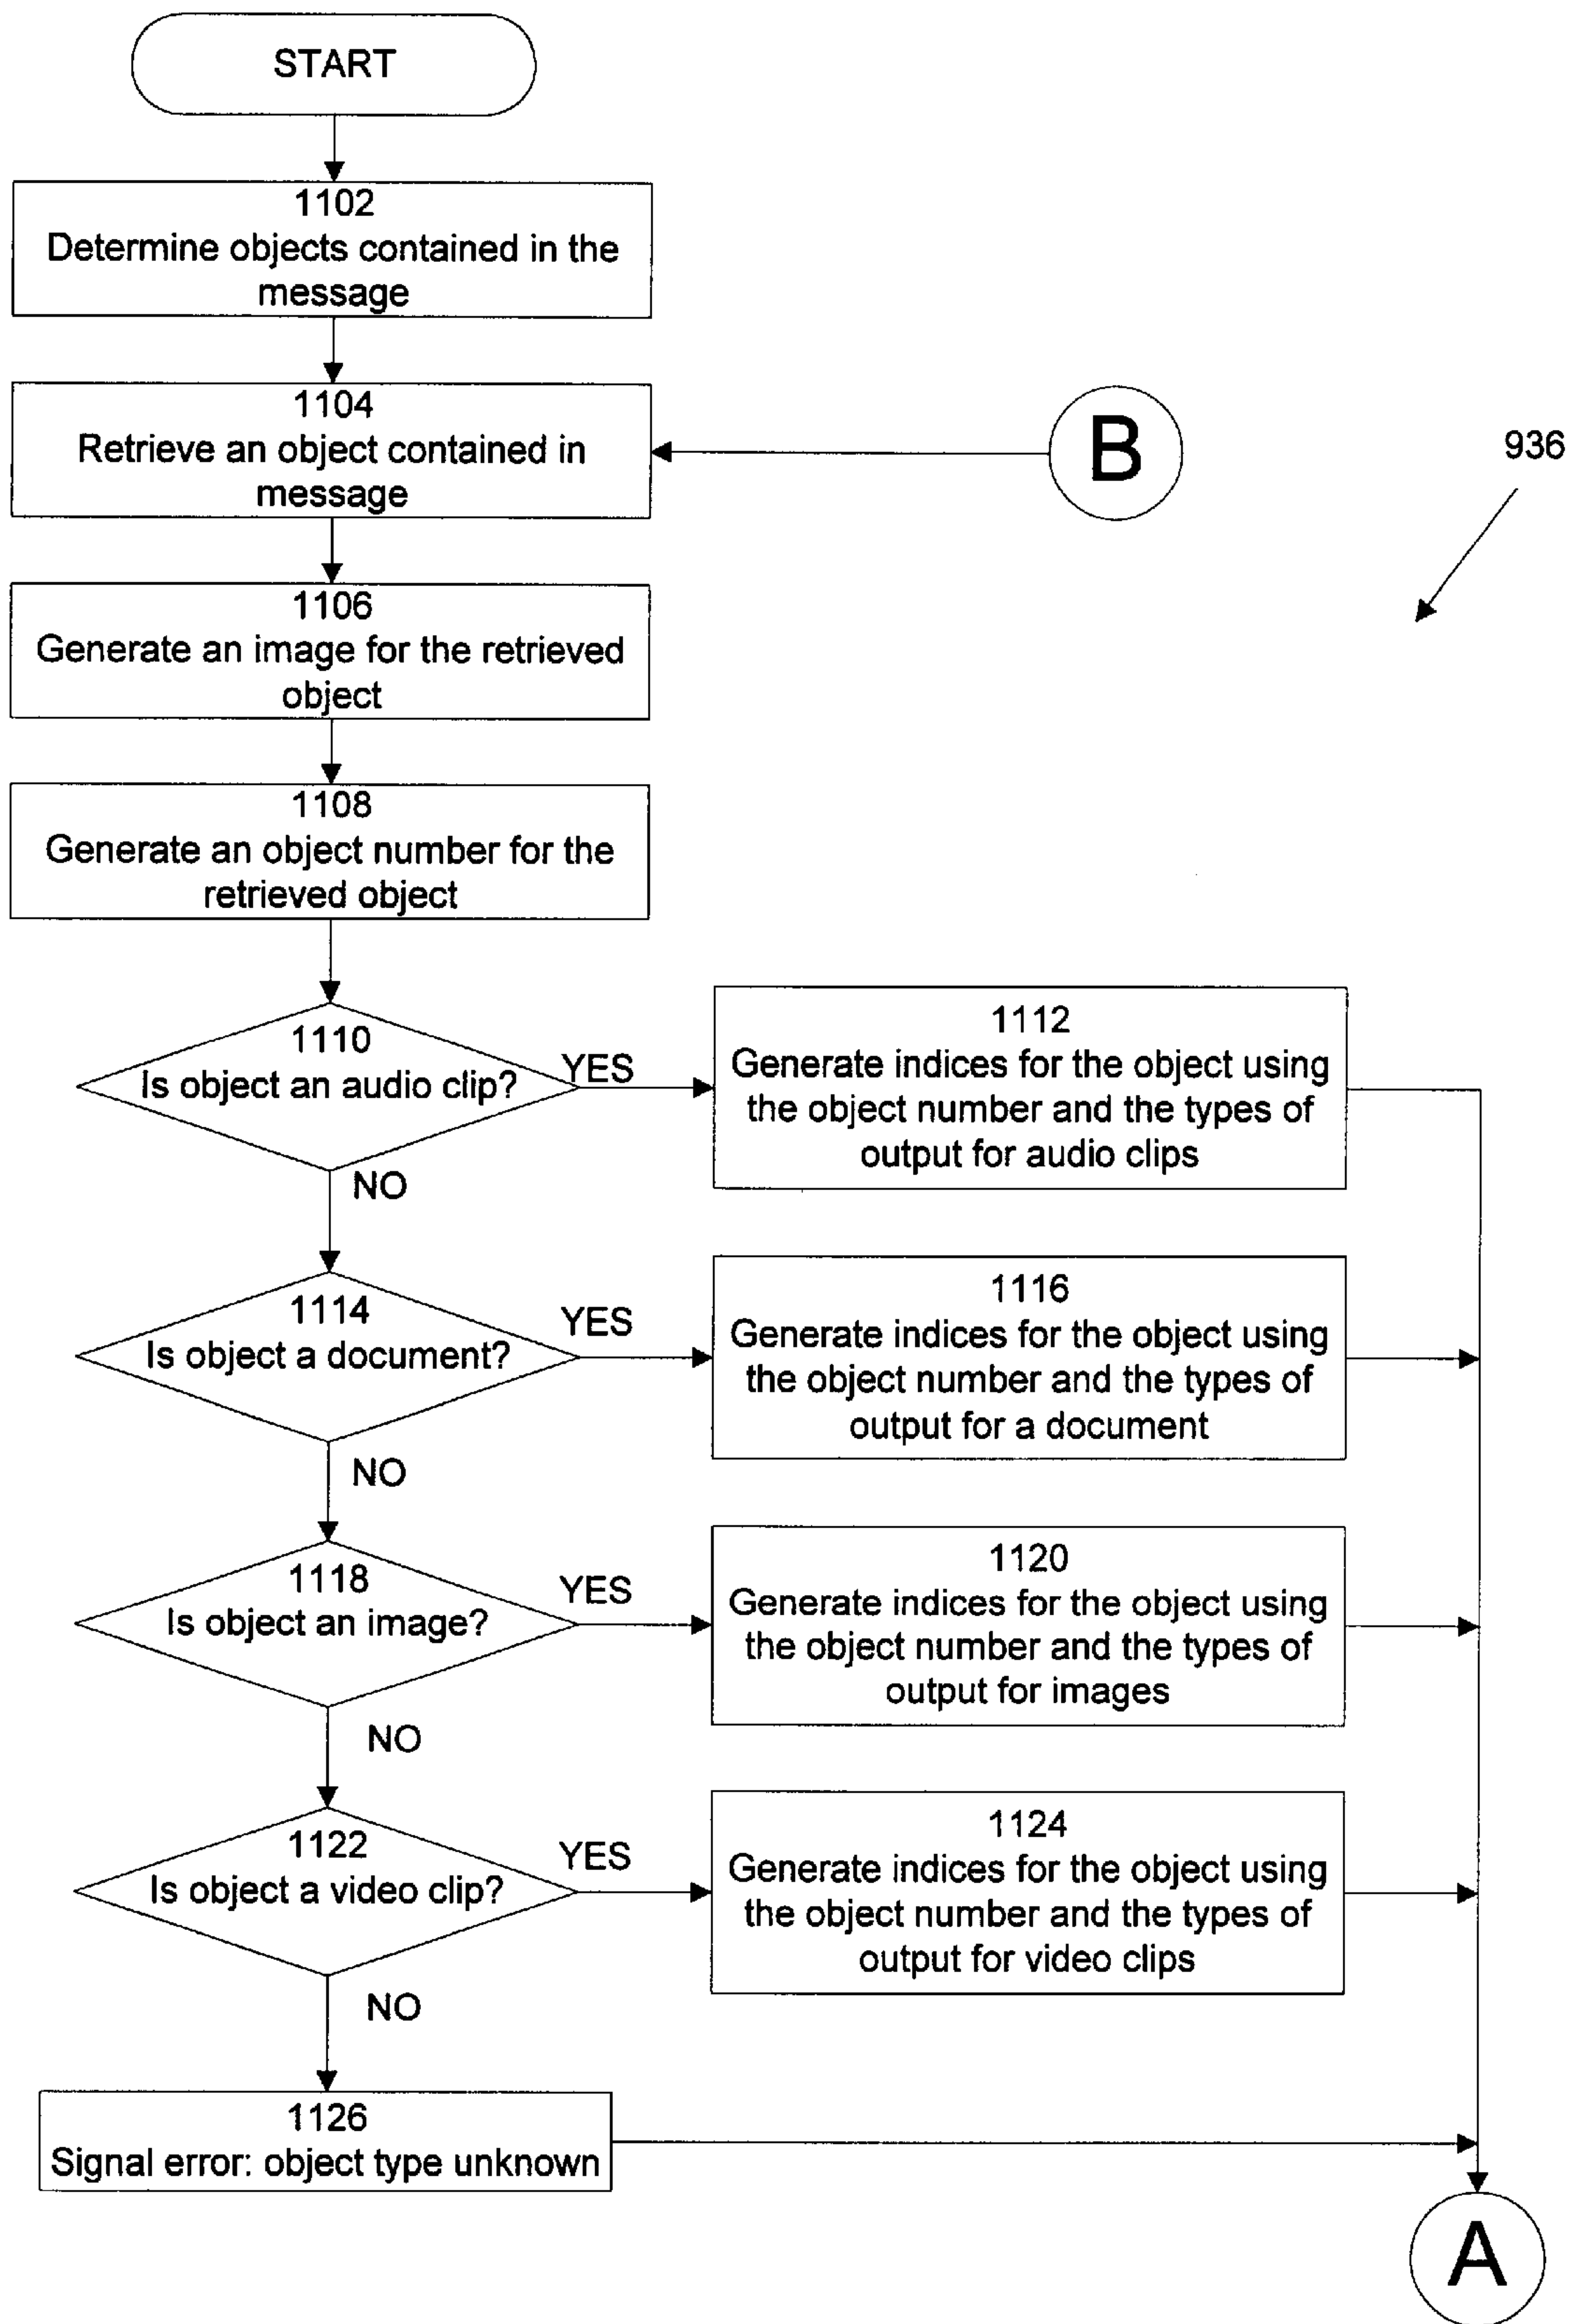 START
1102
Determine objects contained in the
message
1104
Retrieve an object contained in
message
B
936
1106
Generate an image for the retrieved
object
1108
Generate an object number for the
retrieved object
1110
Is object an audio clip?
YES
1112
Generate indices for the object using
the object number and the types of
output for audio clips
NO
1114
Is object a document?
YES
1116
Generate indices for the object using
the object number and the types of
output for a document
NO
1118
Is object an image?
YES
1120
Generate indices for the object using
the object number and the types of
output for images
NO
1122
Is object a video clip?
YES
1124
Generate indices for the object using
the object number and the types of
output for video clips
NO
1126
Signal error: object type unknown
A